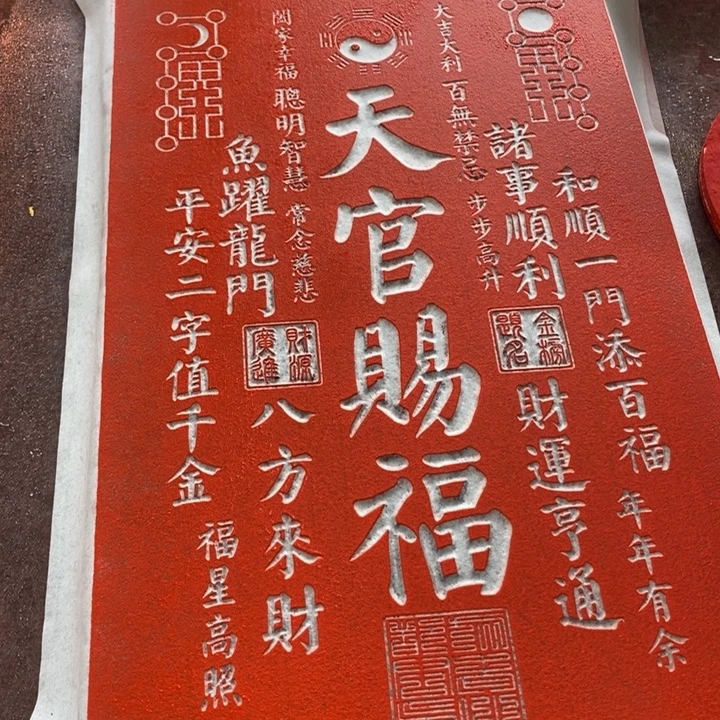 和順一門添百福
年年有余
諸事順利
金榜題名
財運亨通
大吉大利
百無禁忌
步步高升
天官賜福
闔家幸福
聰明智慧
常念慈悲
魚躍龍門
財源廣進
八方來財
平安二字值千金
福星高照